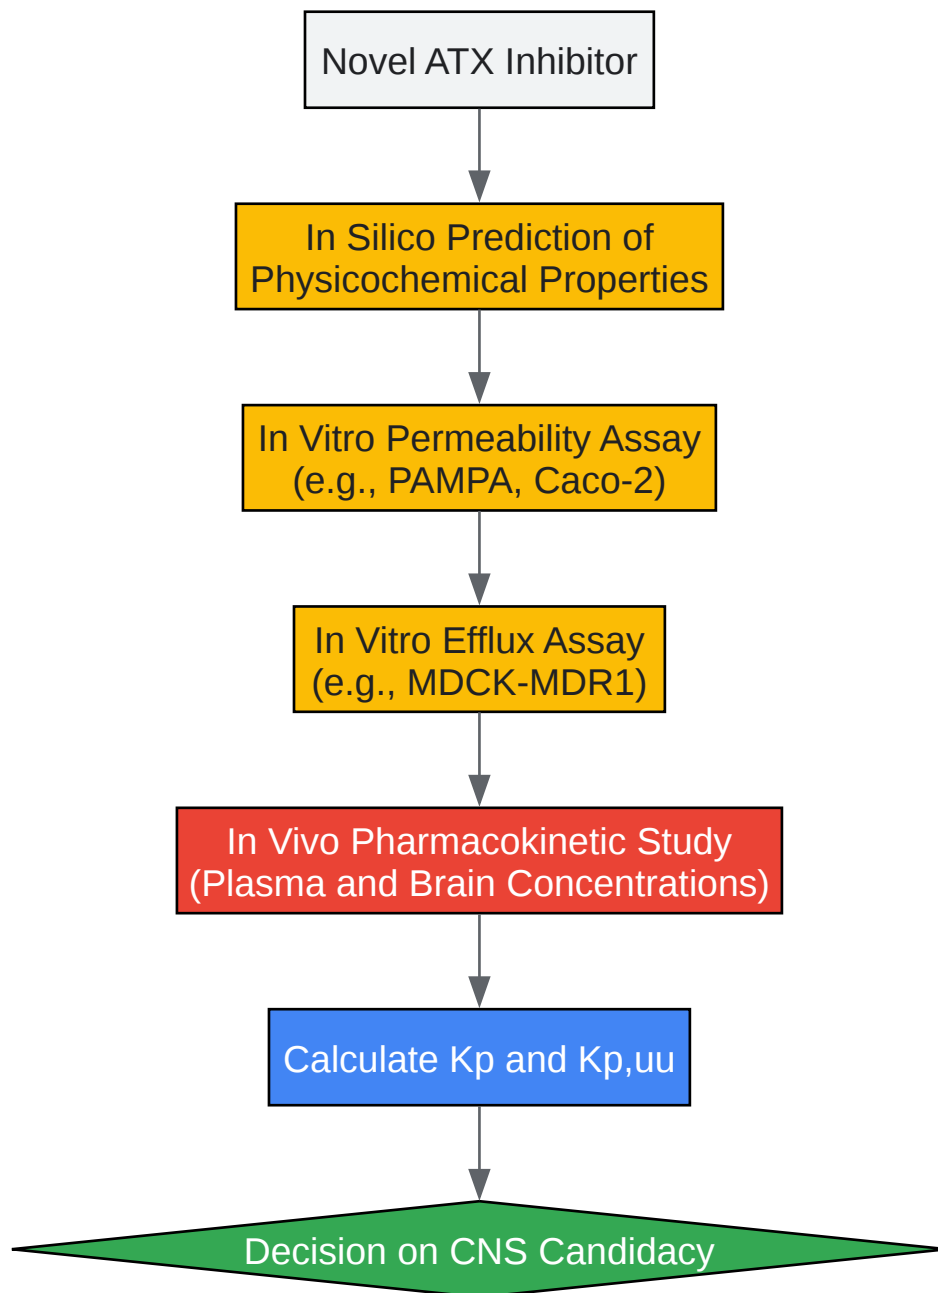 Novel ATX Inhibitor
In Silico Prediction of
Physicochemical Properties
In Vitro Permeability Assay
(e.g., PAMPA, Caco-2)
In Vitro Efflux Assay
(e.g., MDCK-MDR1)
In Vivo Pharmacokinetic Study
(Plasma and Brain Concentrations)
Calculate Kp and Kp,uu
Decision on CNS Candidacy